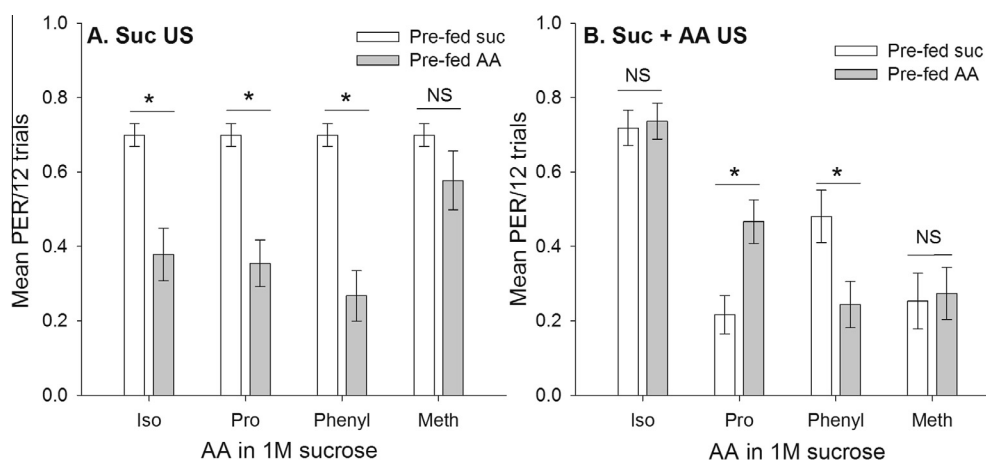 A. Suc US
Pre-fed suc
Pre-fed AA
* * * NS
Mean PER/12 trials
1.0
0.8
0.6
0.4
0.2
0.0
Iso Pro Phenyl Meth
AA in 1M sucrose
B. Suc + AA US
Pre-fed suc
Pre-fed AA
NS
* *
NS
Mean PER/12 trials
1.0
0.8
0.6
0.4
0.2
0.0
Iso Pro Phenyl Meth
AA in 1M sucrose